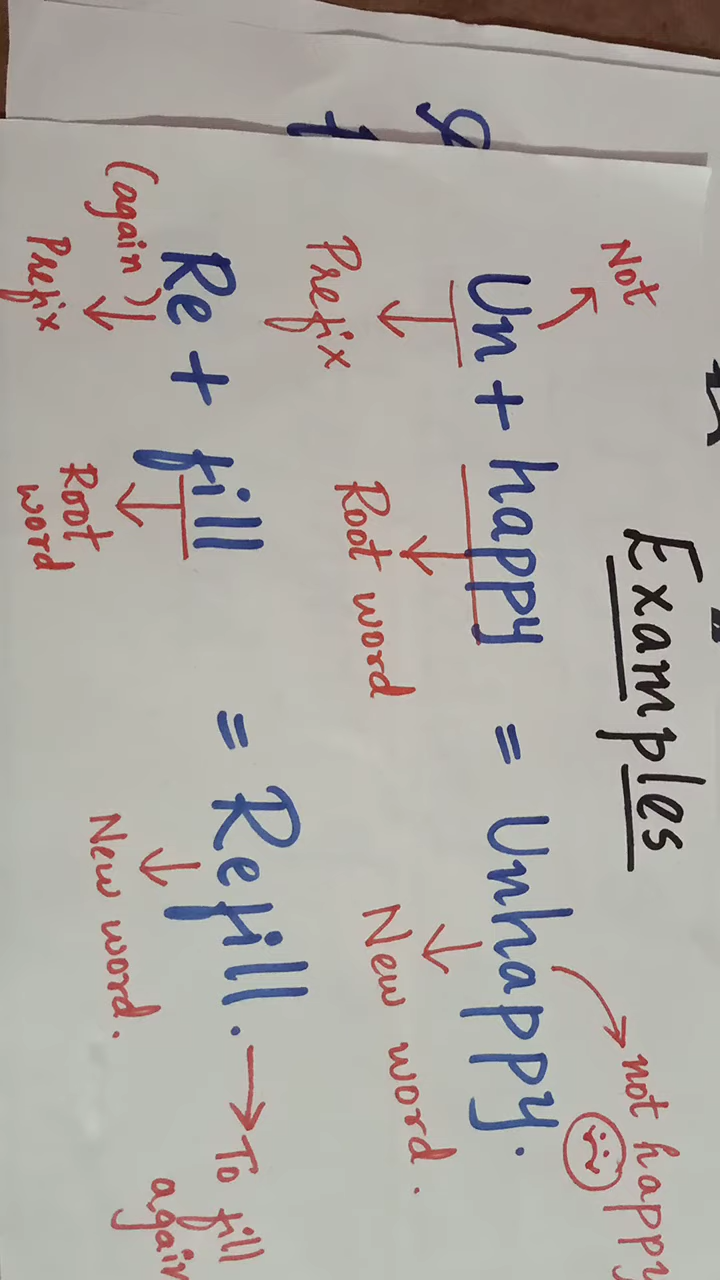 Examples
Not
not happy
Un + happy = Unhappy.
Prefix
Root word
New word.
Re + fill = Refill. → To fill again
(again)
Prefix
Root word
New word.